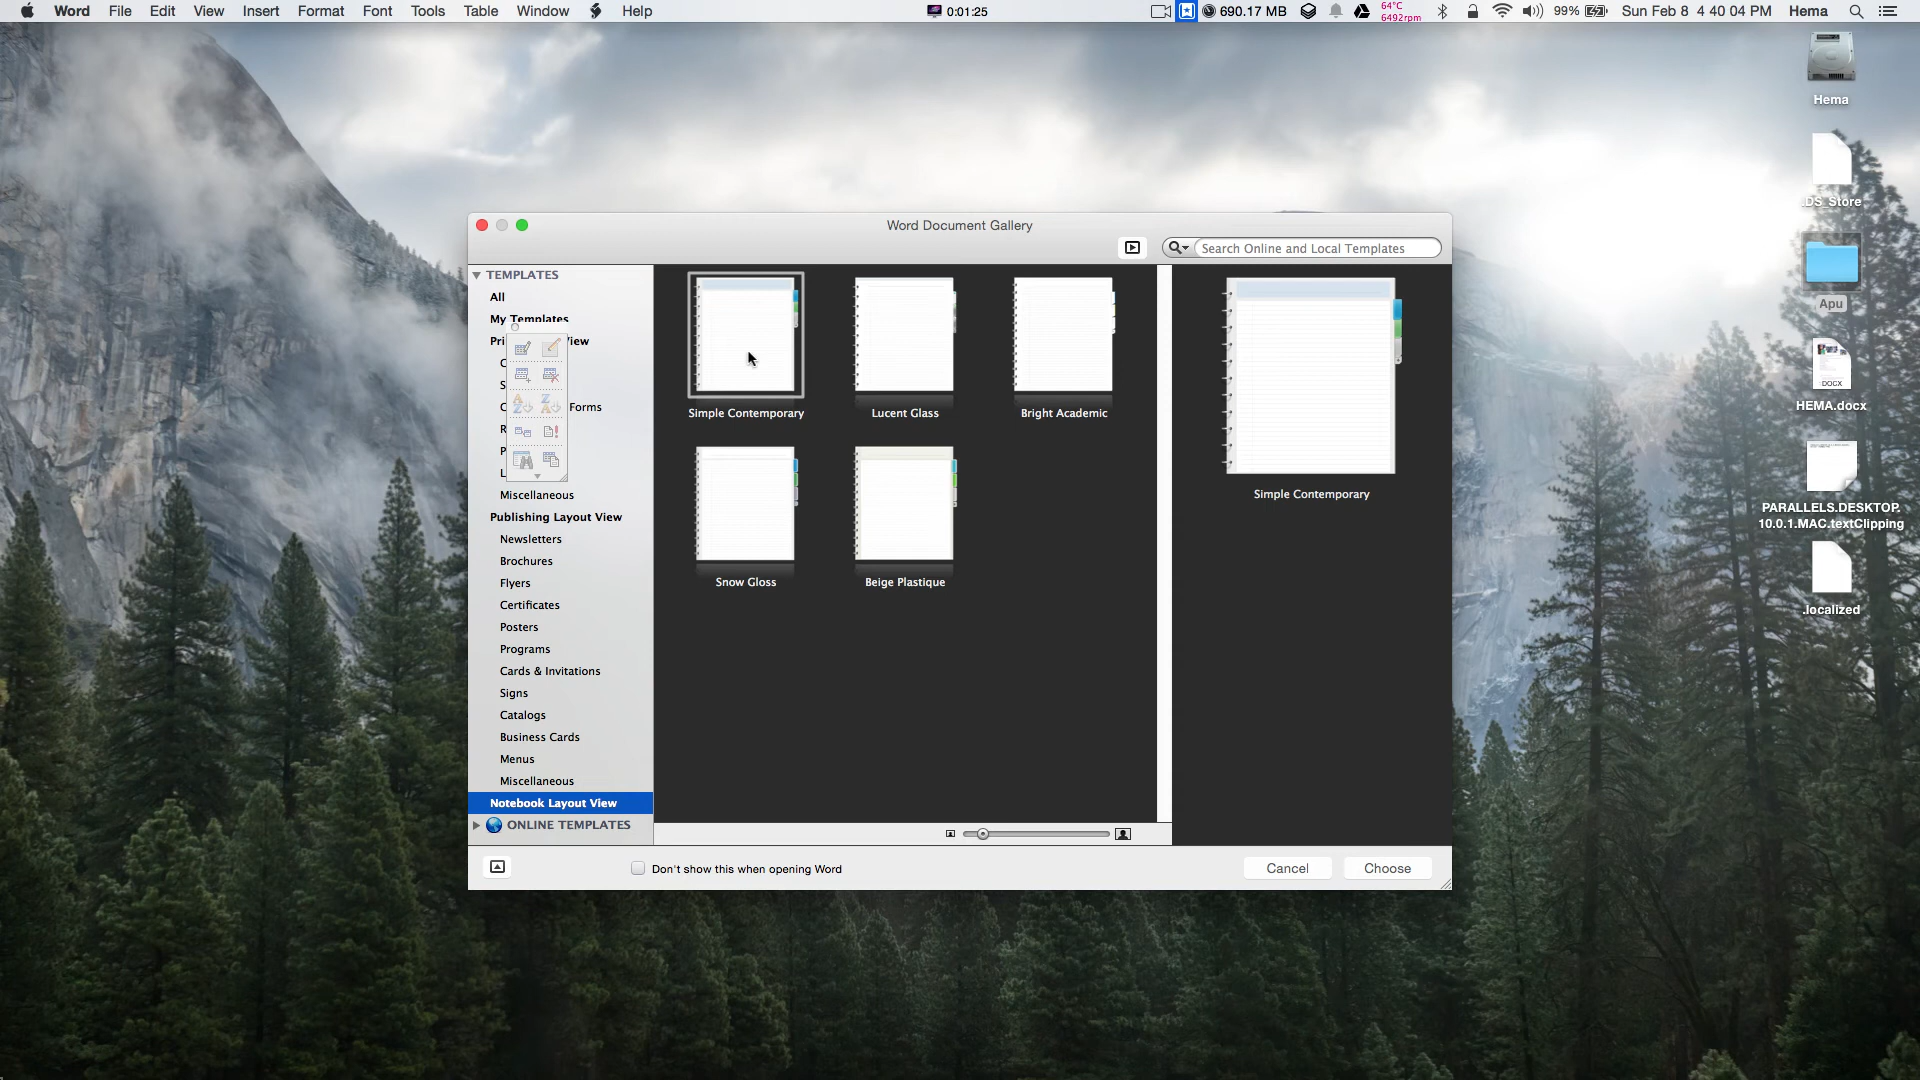 Word File Edit View Insert Format Font Tools Table Window Help
0:01:25
690.17 MB
64°C
6492rpm
99%
Sun Feb 8 4 40 04 PM
Hema
Word Document Gallery
Search Online and Local Templates
TEMPLATES
All
My Templates
Forms
Miscellaneous
Publishing Layout View
Newsletters
Brochures
Flyers
Certificates
Posters
Programs
Cards & Invitations
Signs
Catalogs
Business Cards
Menus
Miscellaneous
Notebook Layout View
ONLINE TEMPLATES
Simple Contemporary
Lucent Glass
Bright Academic
Snow Gloss
Beige Plastique
Simple Contemporary
Don't show this when opening Word
Cancel
Choose
Hema
.DS_Store
Apu
DOCX
HEMA.docx
PARALLELS.DESKTOP.
10.0.1.MAC.textClipping
.localized